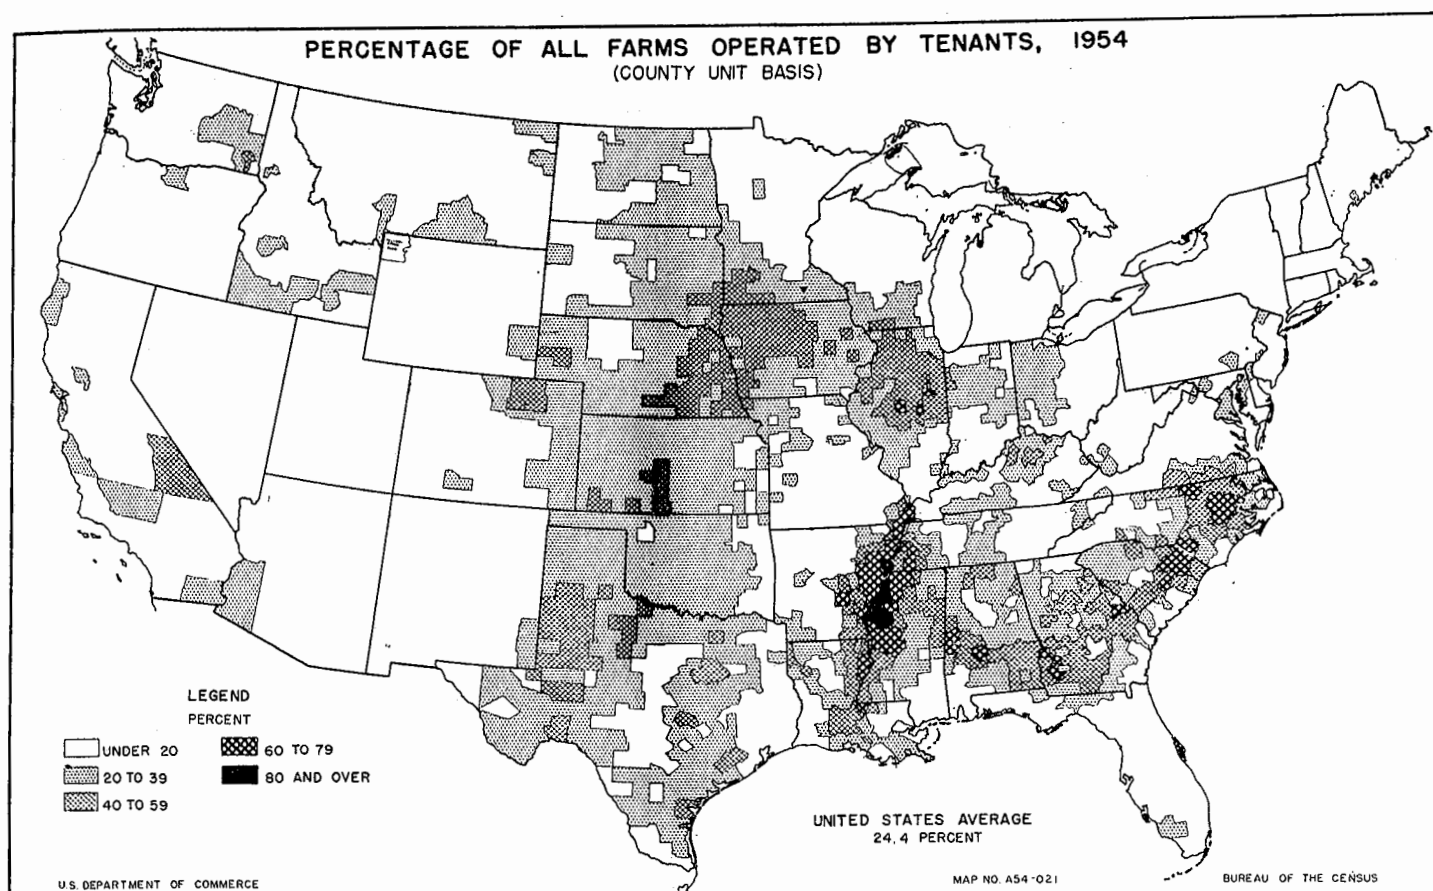 PERCENTAGE OF ALL FARMS OPERATED BY TENANTS, 1954
(COUNTY UNIT BASIS)
LEGEND
PERCENT
UNDER 20
20 TO 39
40 TO 59
60 TO 79
80 AND OVER
UNITED STATES AVERAGE
24.4 PERCENT
U.S. DEPARTMENT OF COMMERCE
MAP NO. A54-021
BUREAU OF THE CENSUS